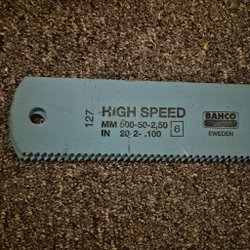 127
HIGH SPEED
MM 500-50-2,50
IN 20-2-.100
6
BAHCO
SWEDEN